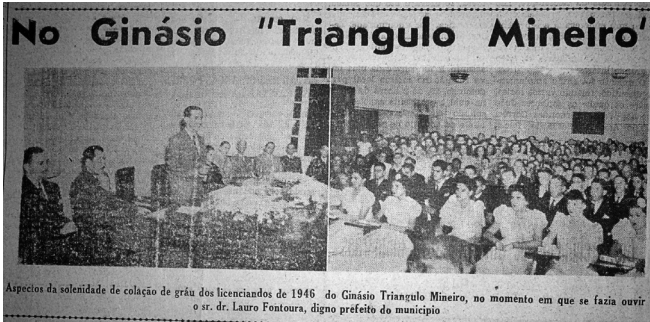 No Ginásio "Triangulo Mineiro"
Aspectos da solenidade de colação de gráu dos licenciandos de 1946 do Ginásio Triangulo Mineiro, no momento em que se fazia ouvir
o sr. dr. Lauro Fontoura, digno prefeito do municipio